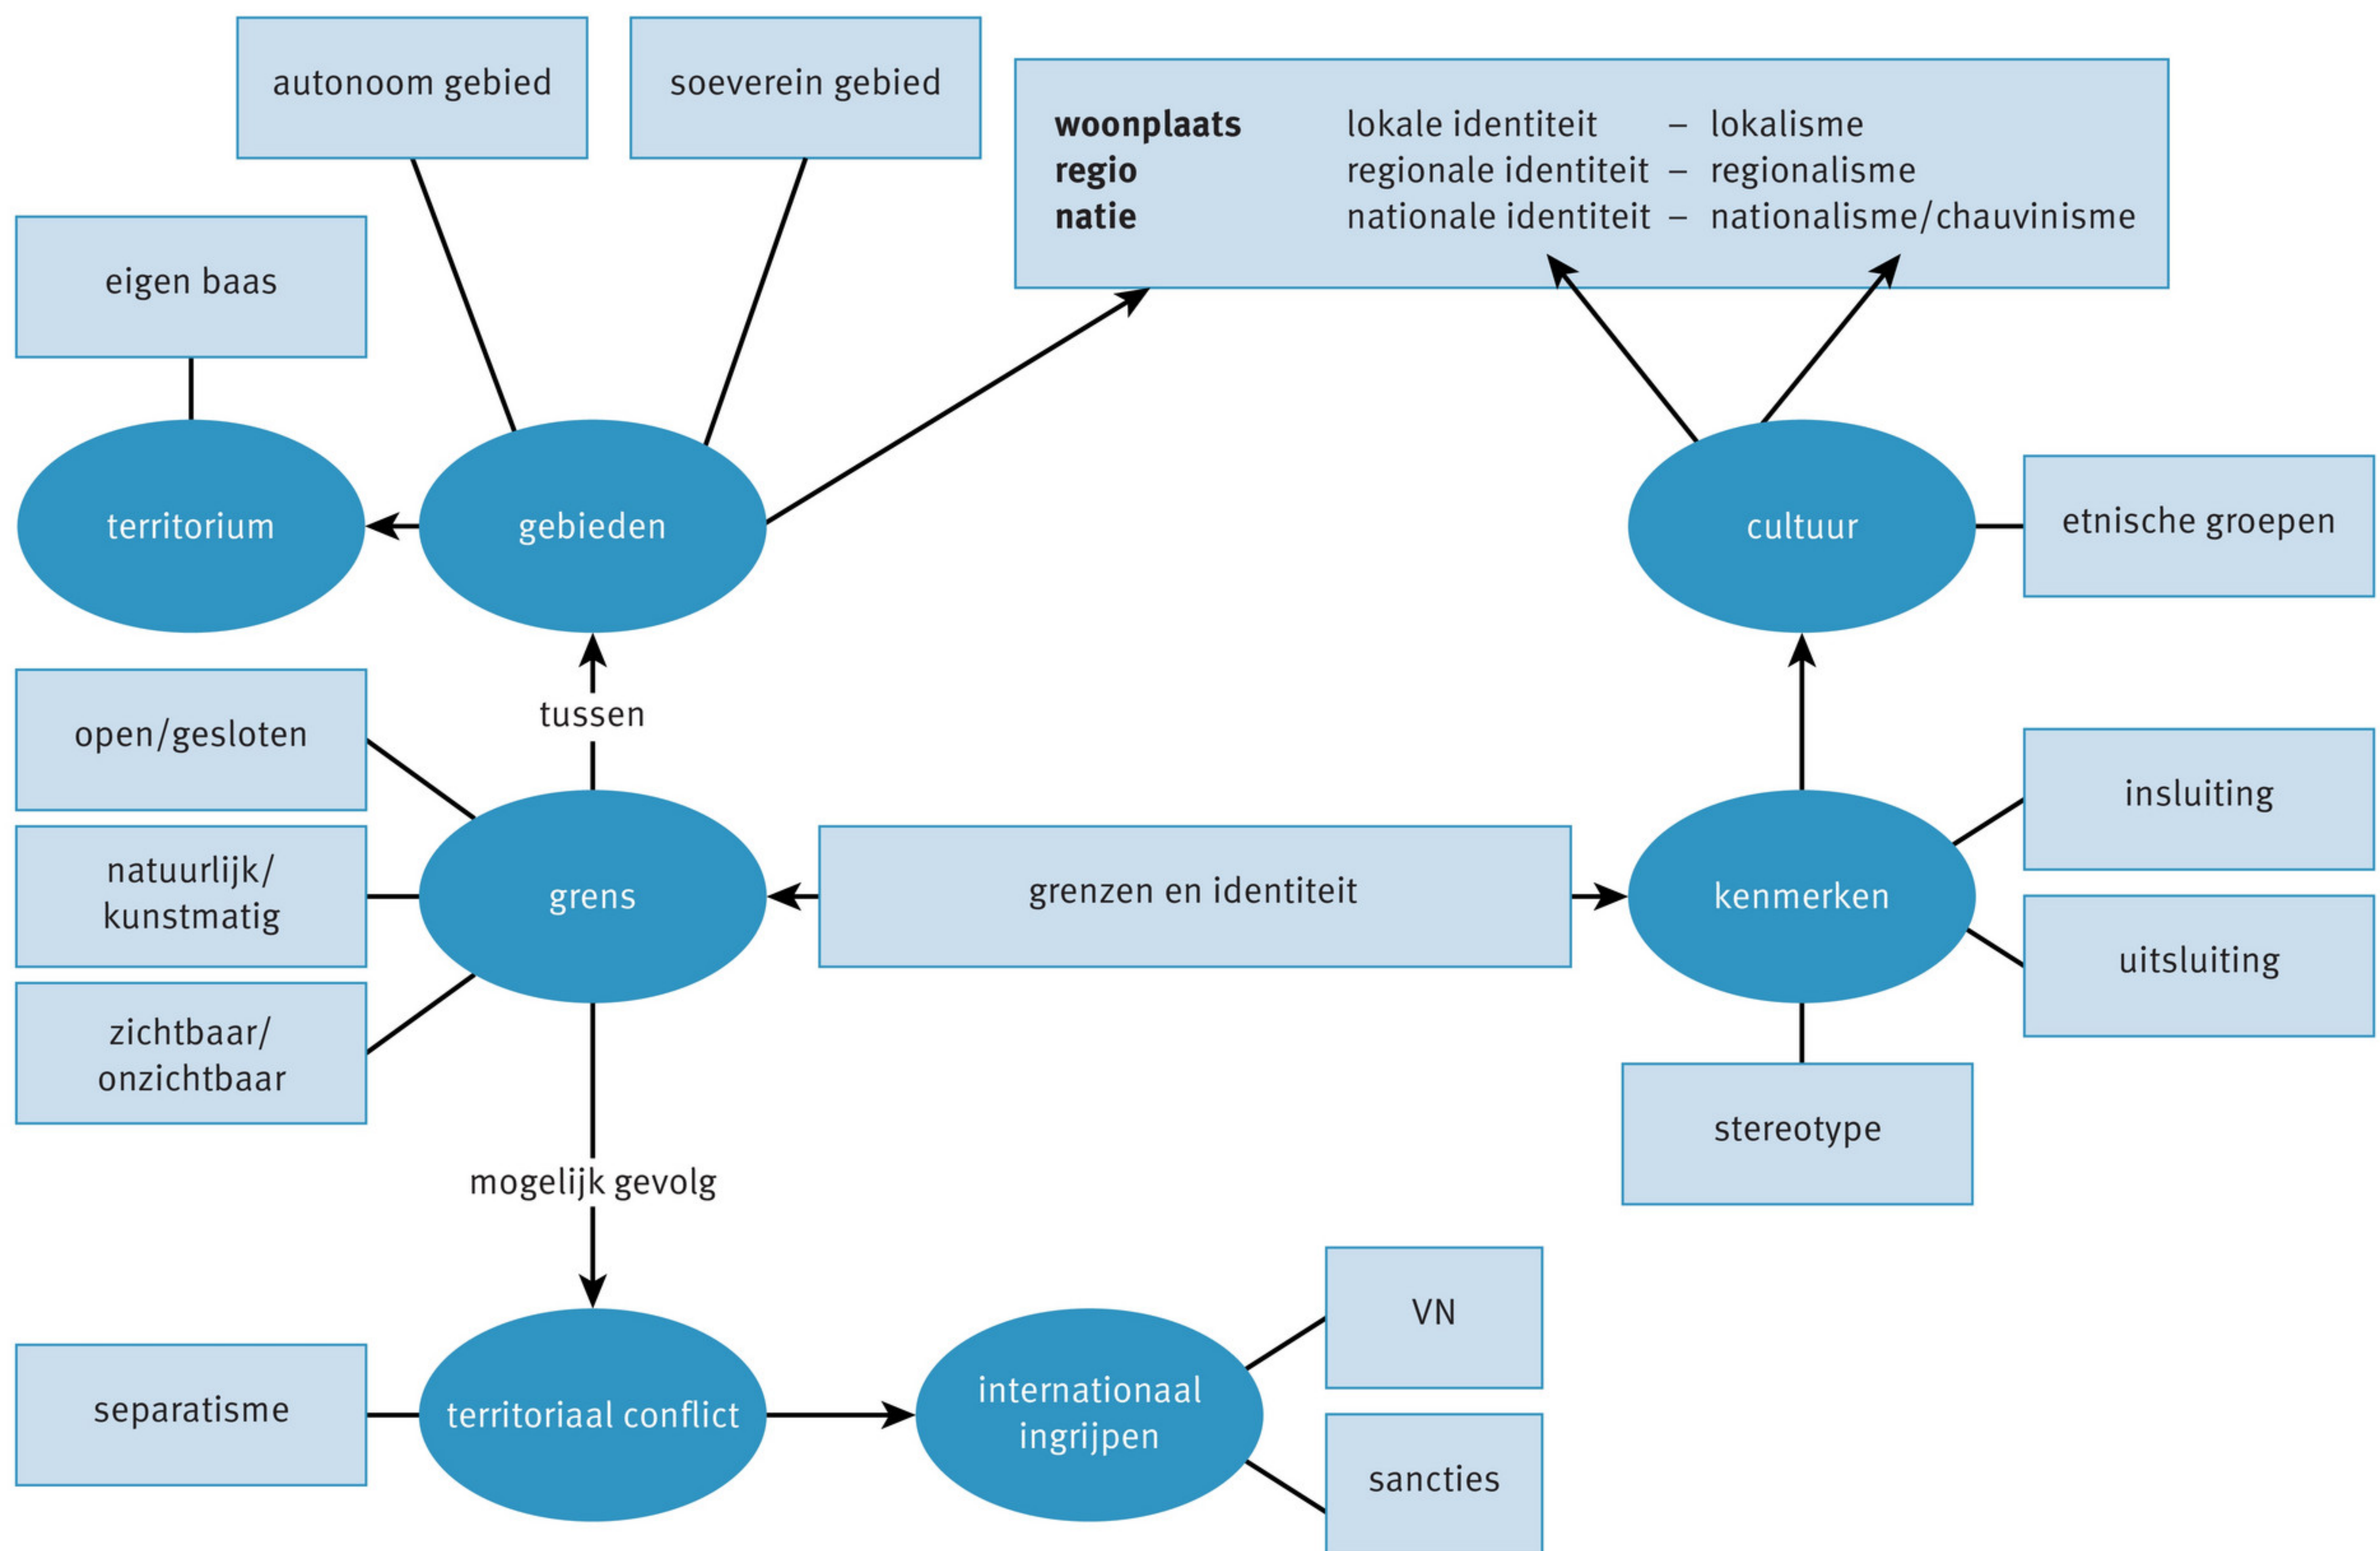 autonoom gebied
soeverein gebied
woonplaats lokale identiteit – lokalisme
regio regionale identiteit – regionalisme
natie nationale identiteit – nationalisme/chauvinisme
eigen baas
territorium
gebieden
cultuur
etnische groepen
tussen
open/gesloten
natuurlijk/
kunstmatig
zichtbaar/
onzichtbaar
grens
grenzen en identiteit
kenmerken
insluiting
uitsluiting
stereotype
mogelijk gevolg
separatisme
territoriaal conflict
internationaal
ingrijpen
VN
sancties